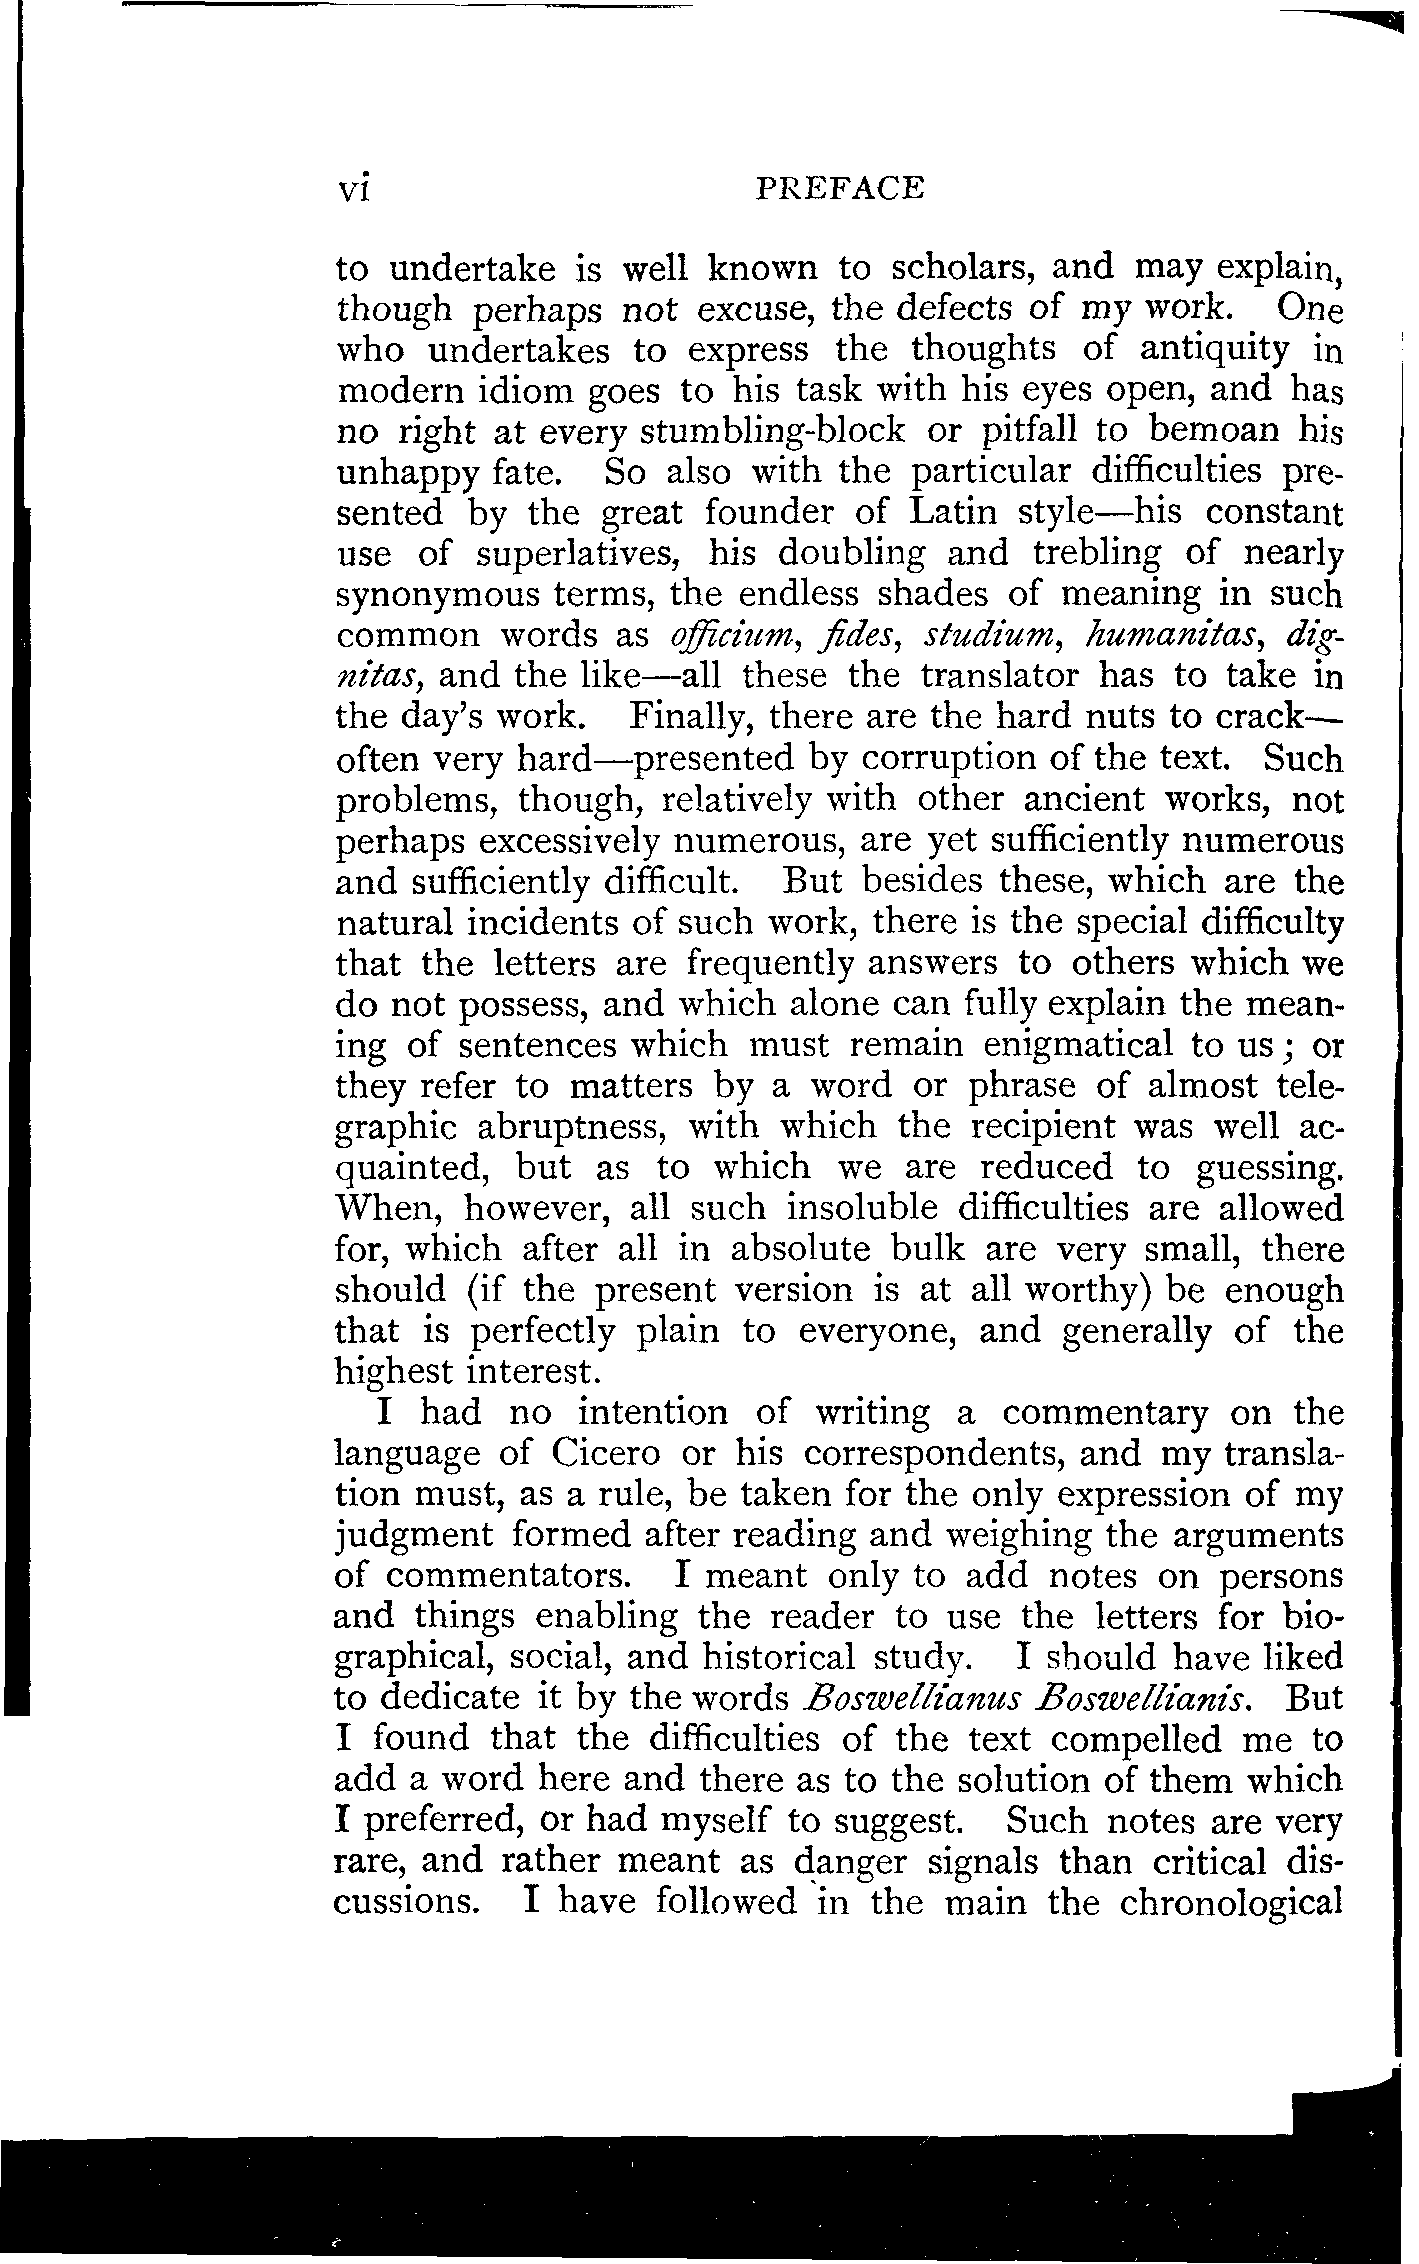 vi PREFACE
to undertake is well known to scholars, and may explain,
though perhaps not excuse, the defects of my work. One
who undertakes to express the thoughts of antiquity in
modern idiom goes to his task with his eyes open, and has
no right at every stumbling-block or pitfall to bemoan his
unhappy fate. So also with the particular difficulties pre-
sented by the great founder of Latin style—his constant
use of superlatives, his doubling and trebling of nearly
synonymous terms, the endless shades of meaning in such
common words as officium, fides, studium, humanitas, dig-
nitas, and the like—all these the translator has to take in
the day's work. Finally, there are the hard nuts to crack—
often very hard—presented by corruption of the text. Such
problems, though, relatively with other ancient works, not
perhaps excessively numerous, are yet sufficiently numerous
and sufficiently difficult. But besides these, which are the
natural incidents of such work, there is the special difficulty
that the letters are frequently answers to others which we
do not possess, and which alone can fully explain the mean-
ing of sentences which must remain enigmatical to us; or
they refer to matters by a word or phrase of almost tele-
graphic abruptness, with which the recipient was well ac-
quainted, but as to which we are reduced to guessing.
When, however, all such insoluble difficulties are allowed
for, which after all in absolute bulk are very small, there
should (if the present version is at all worthy) be enough
that is perfectly plain to everyone, and generally of the
highest interest.
I had no intention of writing a commentary on the
language of Cicero or his correspondents, and my transla-
tion must, as a rule, be taken for the only expression of my
judgment formed after reading and weighing the arguments
of commentators. I meant only to add notes on persons
and things enabling the reader to use the letters for bio-
graphical, social, and historical study. I should have liked
to dedicate it by the words Boswellianus Boswellianis. But
I found that the difficulties of the text compelled me to
add a word here and there as to the solution of them which
I preferred, or had myself to suggest. Such notes are very
rare, and rather meant as danger signals than critical dis-
cussions. I have followed in the main the chronological